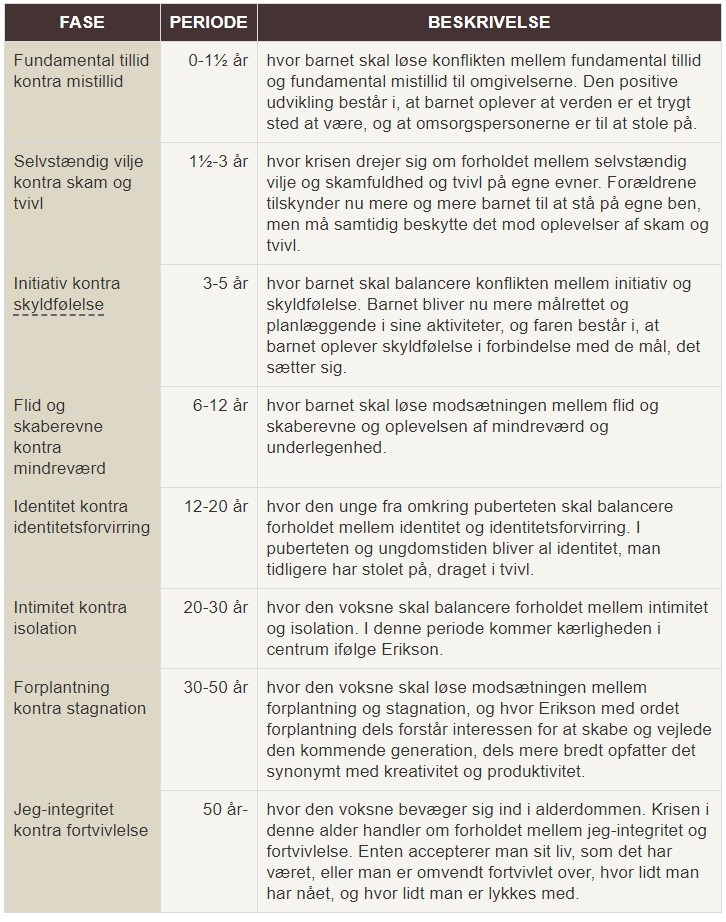 FASE PERIODE BESKRIVELSE
Fundamental tillid
kontra mistillid
0-1½ år
hvor barnet skal løse konflikten mellem fundamental tillid
og fundamental mistillid til omgivelserne. Den positive
udvikling består i, at barnet oplever at verden er et trygt
sted at være, og at omsorgspersonerne er til at stole på.
Selvstændig vilje
kontra skam og
tvivl
1½-3 år
hvor krisen drejer sig om forholdet mellem selvstændig
vilje og skamfuldhed og tvivl på egne evner. Forældrene
tilskynder nu mere og mere barnet til at stå på egne ben,
men må samtidig beskytte det mod oplevelser af skam og
tvivl.
Initiativ kontra
skyldfølelse
3-5 år
hvor barnet skal balancere konflikten mellem initiativ og
skyldfølelse. Barnet bliver nu mere målrettet og
planlæggende i sine aktiviteter, og faren består i, at
barnet oplever skyldfølelse i forbindelse med de mål, det
sætter sig.
Flid og
skaberevne
kontra
mindreværd
6-12 år
hvor barnet skal løse modsætningen mellem flid og
skaberevne og oplevelsen af mindreværd og
underlegenhed.
Identitet kontra
identitetsforvirring
12-20 år
hvor den unge fra omkring puberteten skal balancere
forholdet mellem identitet og identitetsforvirring. I
puberteten og ungdomstiden bliver al identitet, man
tidligere har stolet på, draget i tvivl.
Intimitet kontra
isolation
20-30 år
hvor den voksne skal balancere forholdet mellem intimitet
og isolation. I denne periode kommer kærligheden i
centrum ifølge Erikson.
Forplantning
kontra stagnation
30-50 år
hvor den voksne skal løse modsætningen mellem
forplantning og stagnation, og hvor Erikson med ordet
forplantning dels forstår interessen for at skabe og vejlede
den kommende generation, dels mere bredt opfatter det
synonymt med kreativitet og produktivitet.
Jeg-integritet
kontra fortvivlelse
50 år-
hvor den voksne bevæger sig ind i alderdommen. Krisen i
denne alder handler om forholdet mellem jeg-integritet og
fortvivlelse. Enten accepterer man sit liv, som det har
været, eller man er omvendt fortvivlet over, hvor lidt man
har nået, og hvor lidt man er lykkes med.